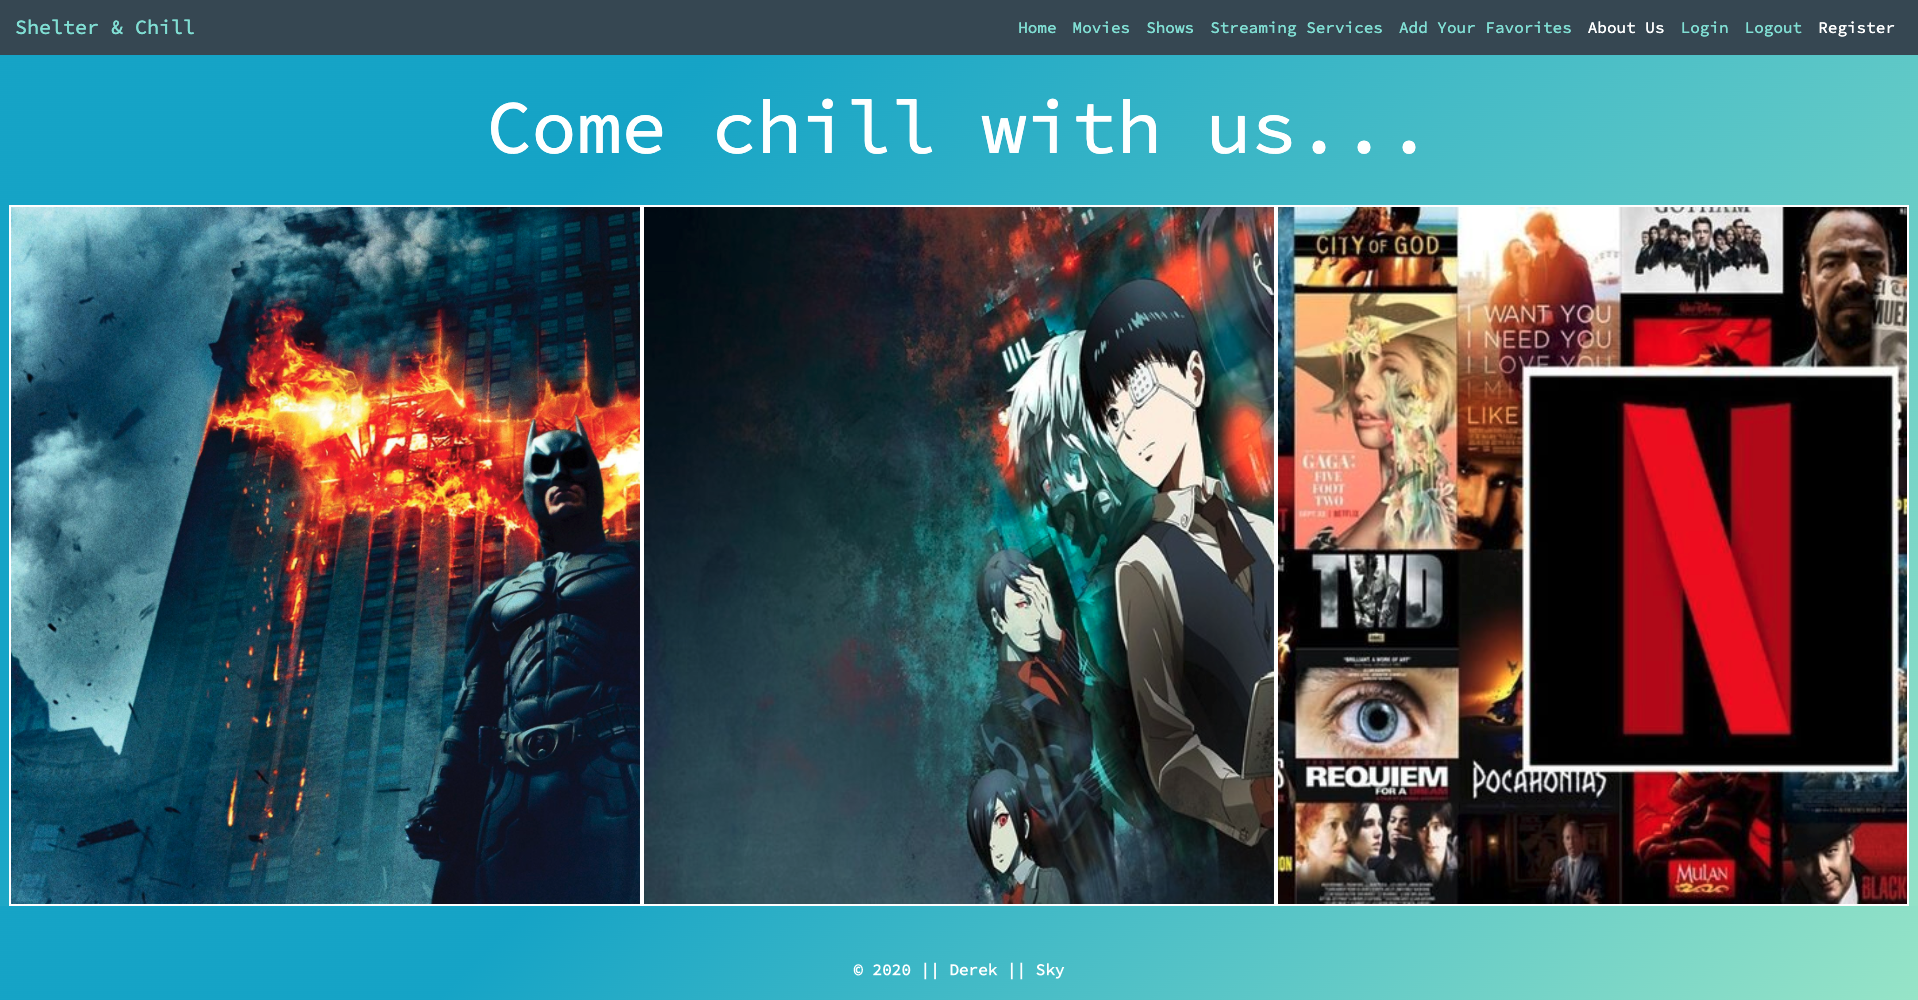 Shelter & Chill
Home Movies Shows Streaming Services Add Your Favorites About Us Login Logout Register
Come chill with us...
GOTHAM
CITY OF GOD
I WANT YOU
I NEED YOU
I LOVE YOU
LIKE
GAGA:
FIVE
FOOT
TWO
TWD
REQUIEM
FOR A DREAM
POCAHONTAS
MULAN
BLACK
© 2020 || Derek || Sky